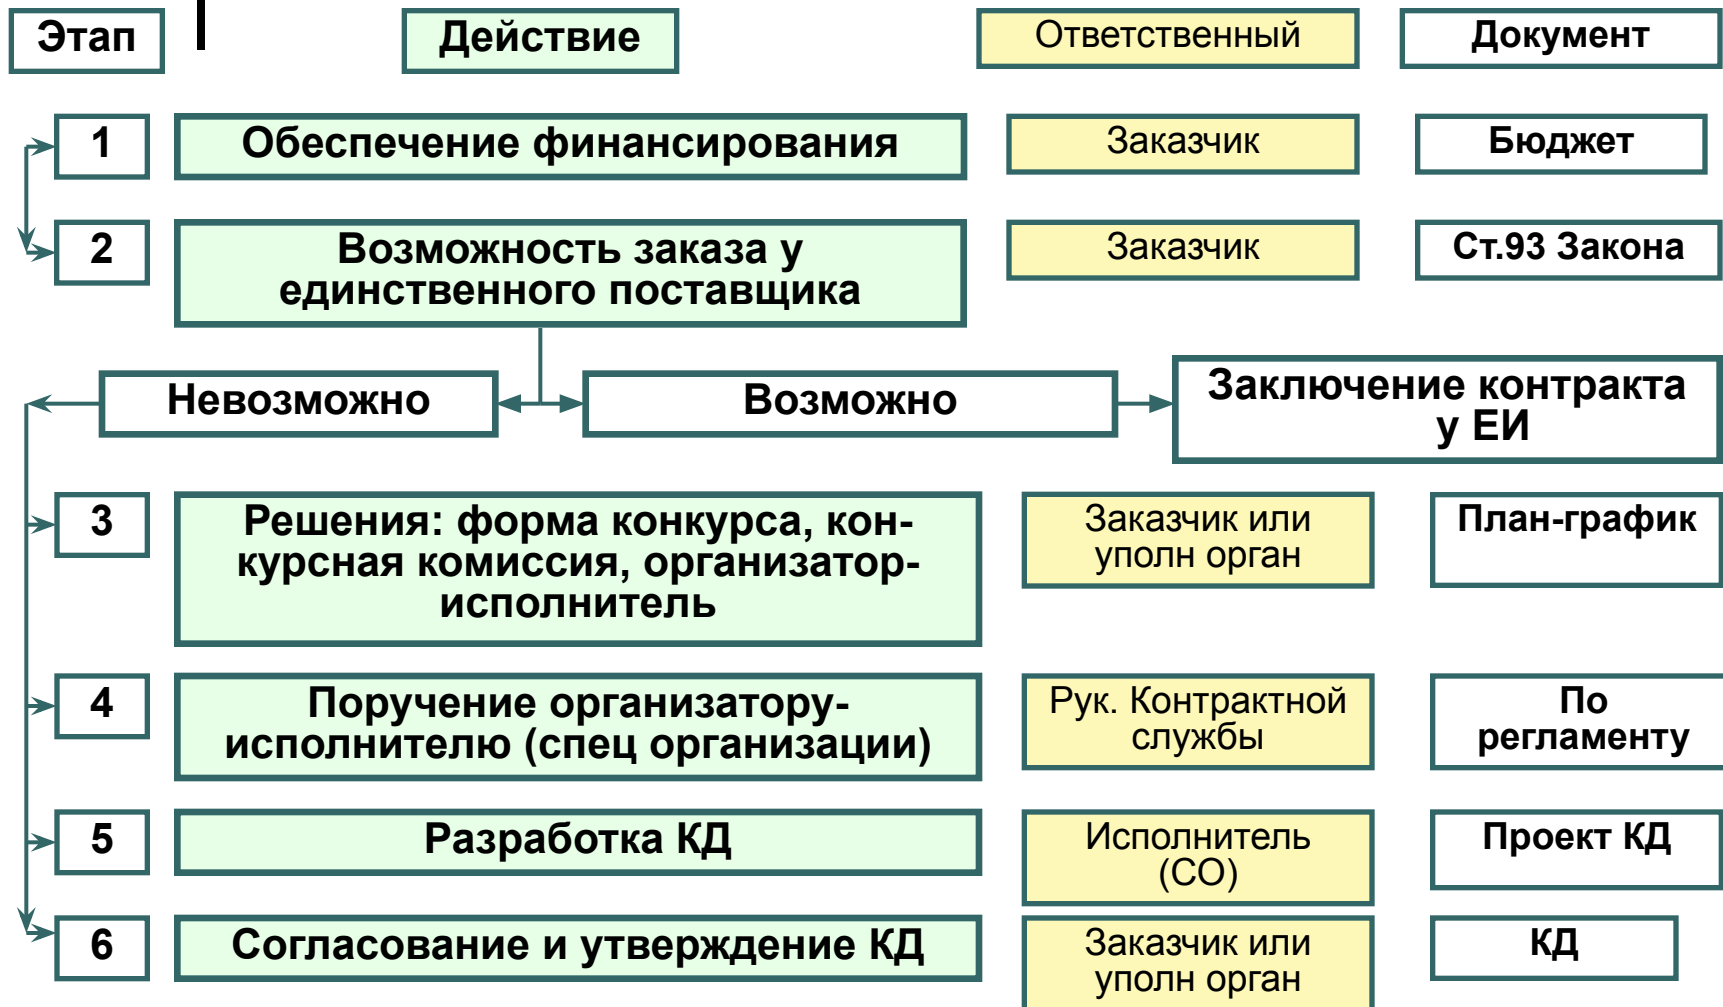 Этап
Действие
Ответственный
Документ
1
Обеспечение финансирования
Заказчик
Бюджет
2
Возможность заказа у
единственного поставщика
Заказчик
Ст.93 Закона
Невозможно
Возможно
Заключение контракта
у ЕИ
3
Решения: форма конкурса, кон-
курсная комиссия, организатор-
исполнитель
Заказчик или
уполн орган
План-график
4
Поручение организатору-
исполнителю (спец организации)
Рук. Контрактной
службы
По
регламенту
5
Разработка КД
Исполнитель
(СО)
Проект КД
6
Согласование и утверждение КД
Заказчик или
уполн орган
КД